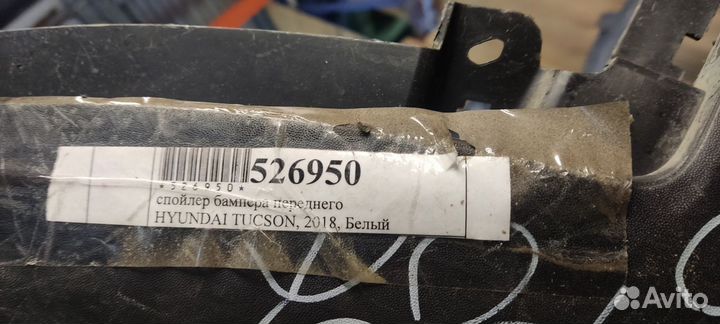 526950
*526950*
спойлер бампера переднего
HYUNDAI TUCSON, 2018, Белый
Avito